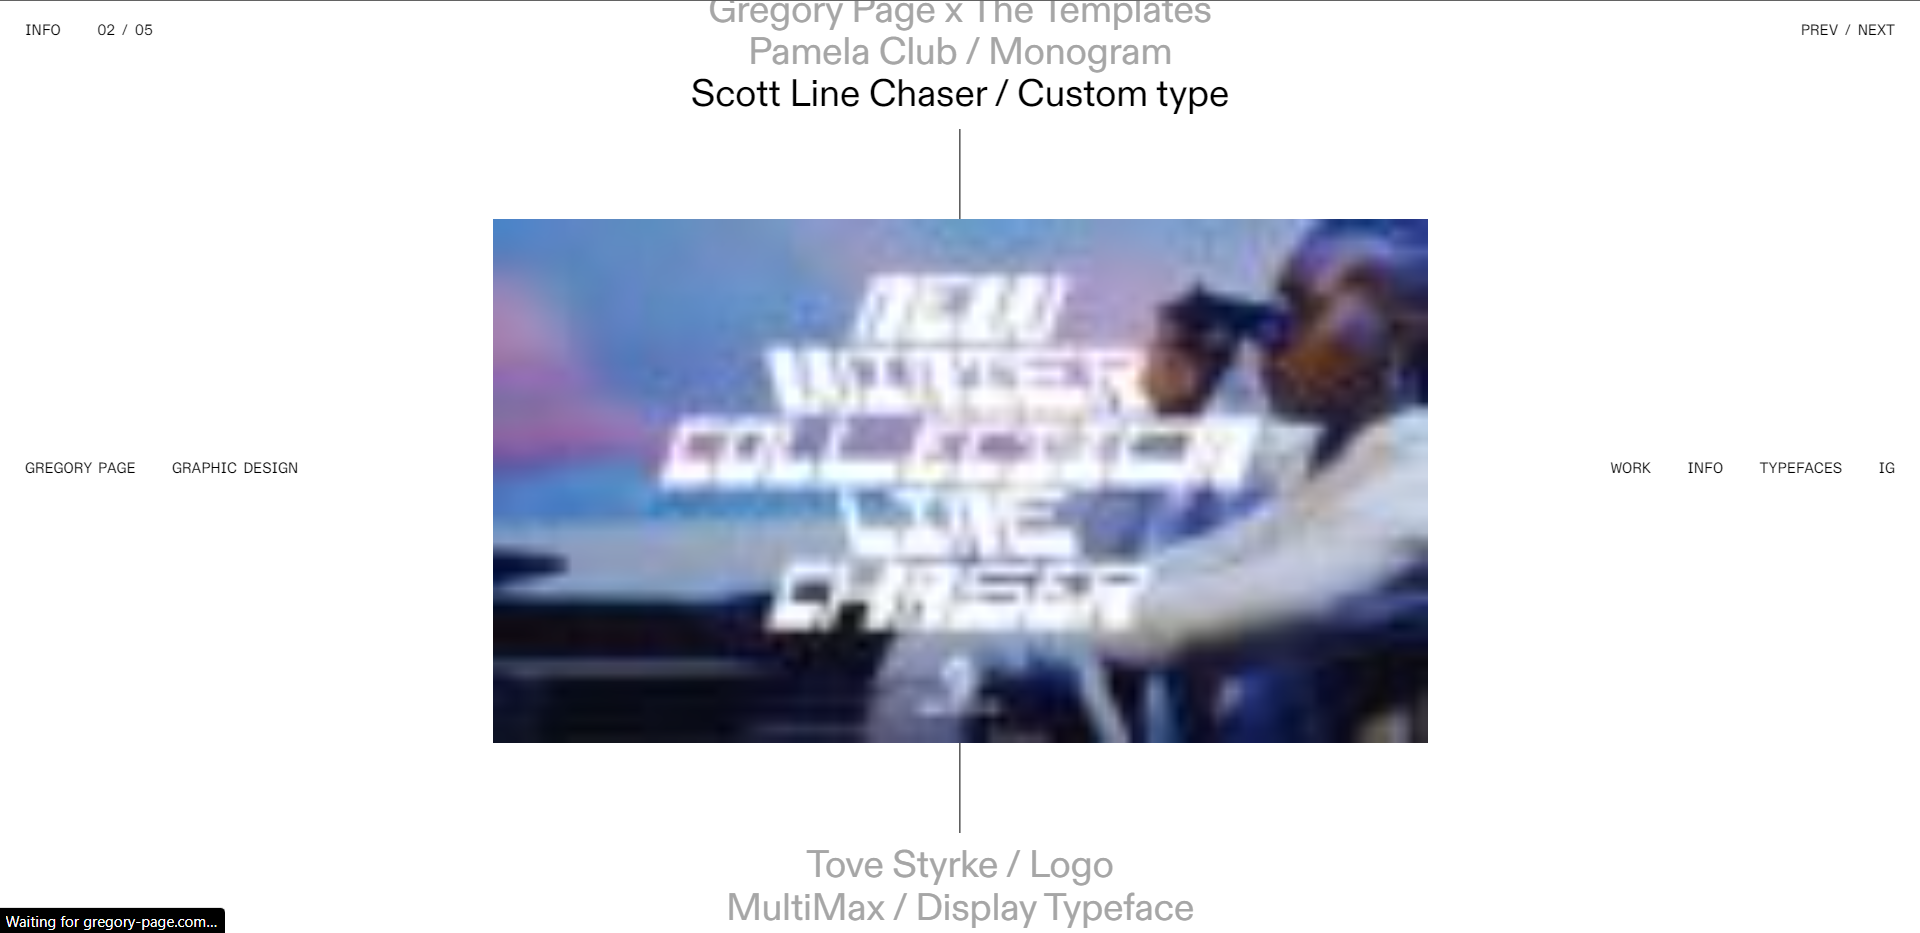 Gregory Page x The Templates
INFO 02 / 05
PREV / NEXT
Pamela Club / Monogram
Scott Line Chaser / Custom type
NEW
WINTER
COLLECTION
LINE
CHASER
GREGORY PAGE GRAPHIC DESIGN
WORK INFO TYPEFACES IG
Tove Styrke / Logo
MultiMax / Display Typeface
Waiting for gregory-page.com...